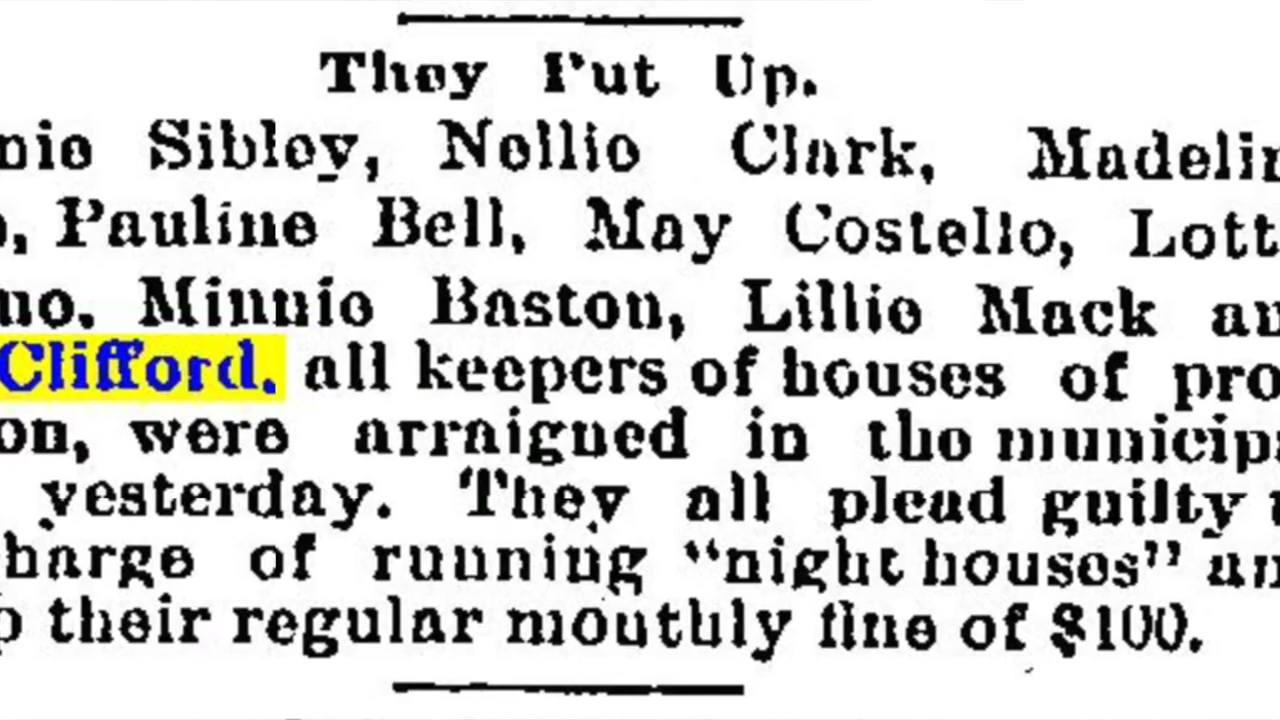 They Put Up.
nie Sibley, Nellie Clark, Madelin
, Pauline Bell, May Costello, Lott
uo, Minnie Baston, Lillie Mack an
Clifford, all keepers of houses of pro
on, were arraigned in the municip
yesterday. They all plead guilty t
harge of running "night houses" an
p their regular monthly fine of $100.